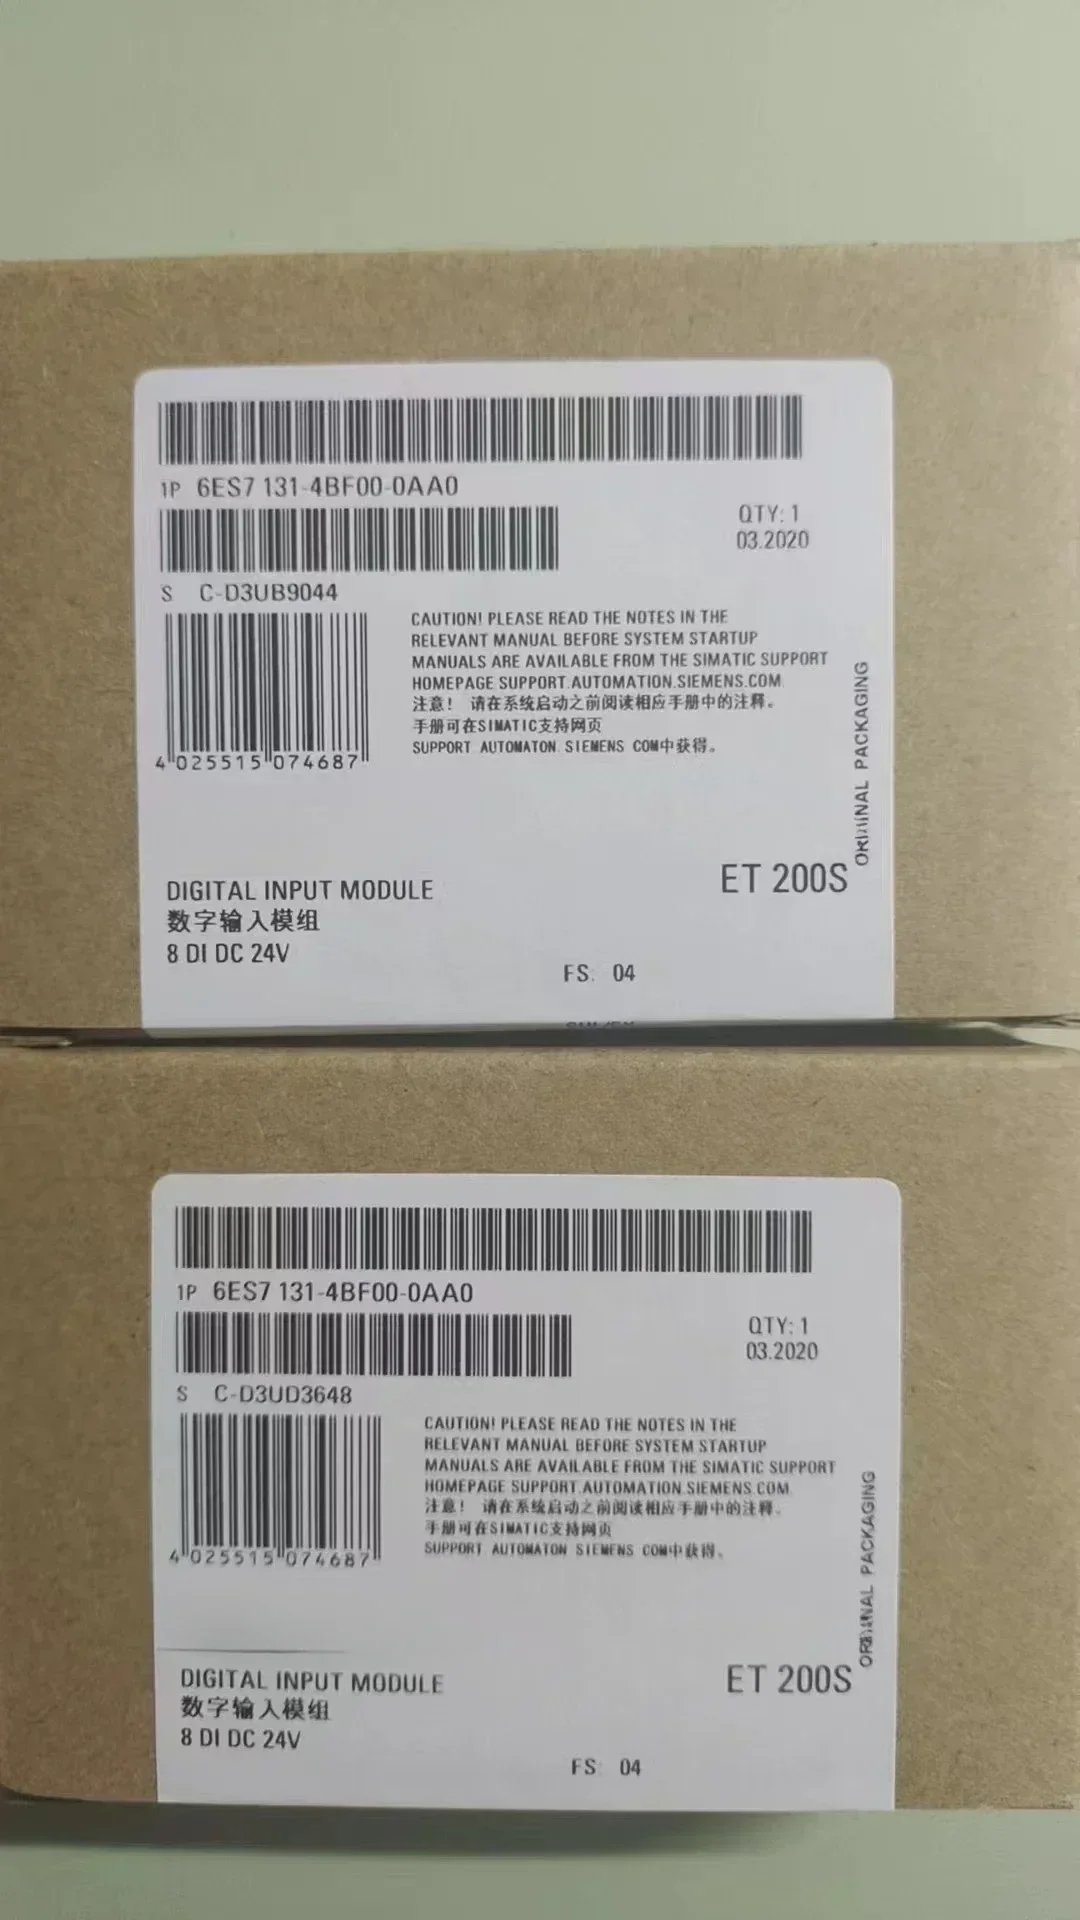 1P 6ES7 131-4BF00-0AA0
QTY: 1
03.2020
S C-D3UB9044
CAUTION! PLEASE READ THE NOTES IN THE
RELEVANT MANUAL BEFORE SYSTEM STARTUP
MANUALS ARE AVAILABLE FROM THE SIMATIC SUPPORT
HOMEPAGE SUPPORT.AUTOMATION.SIEMENS.COM
注意！ 请在系统启动之前阅读相应手册中的注释。
手册可在SIMATIC支持网页
SUPPORT. AUTOMATON. SIEMENS. COM中获得。
4 025515 074687
ORIGINAL PACKAGING
ET 200S
DIGITAL INPUT MODULE
数字输入模组
8 DI DC 24V
FS: 04
1P 6ES7 131-4BF00-0AA0
QTY: 1
03.2020
S C-D3UD3648
CAUTION! PLEASE READ THE NOTES IN THE
RELEVANT MANUAL BEFORE SYSTEM STARTUP
MANUALS ARE AVAILABLE FROM THE SIMATIC SUPPORT
HOMEPAGE SUPPORT.AUTOMATION.SIEMENS.COM
注意！ 请在系统启动之前阅读相应手册中的注释。
手册可在SIMATIC支持网页
SUPPORT. AUTOMATON. SIEMENS. COM中获得。
4 025515 074687
ORIGINAL PACKAGING
ET 200S
DIGITAL INPUT MODULE
数字输入模组
8 DI DC 24V
FS: 04